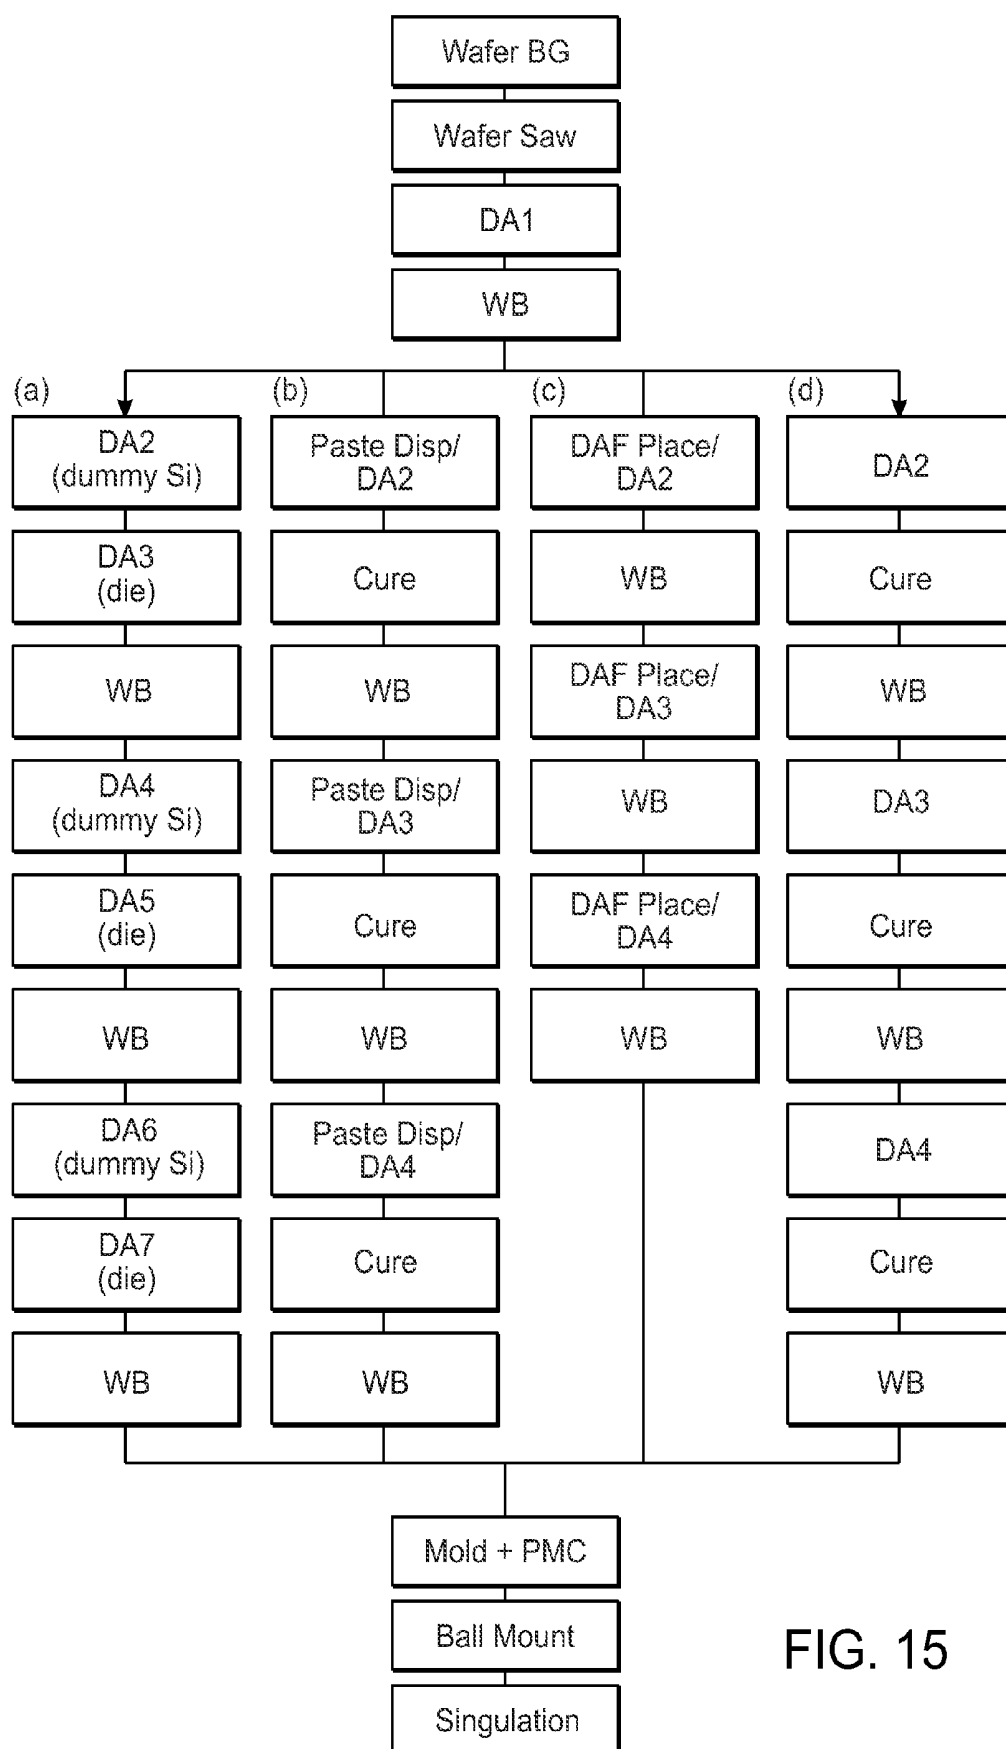 Wafer BG
Wafer Saw
DA1
WB
(a)
DA2
(dummy Si)
DA3
(die)
WB
DA4
(dummy Si)
DA5
(die)
WB
DA6
(dummy Si)
DA7
(die)
WB
(b)
Paste Disp/
DA2
Cure
WB
Paste Disp/
DA3
Cure
WB
Paste Disp/
DA4
Cure
WB
(c)
DAF Place/
DA2
WB
DAF Place/
DA3
WB
DAF Place/
DA4
WB
(d)
DA2
Cure
WB
DA3
Cure
WB
DA4
Cure
WB
Mold + PMC
Ball Mount
Singulation
FIG. 15